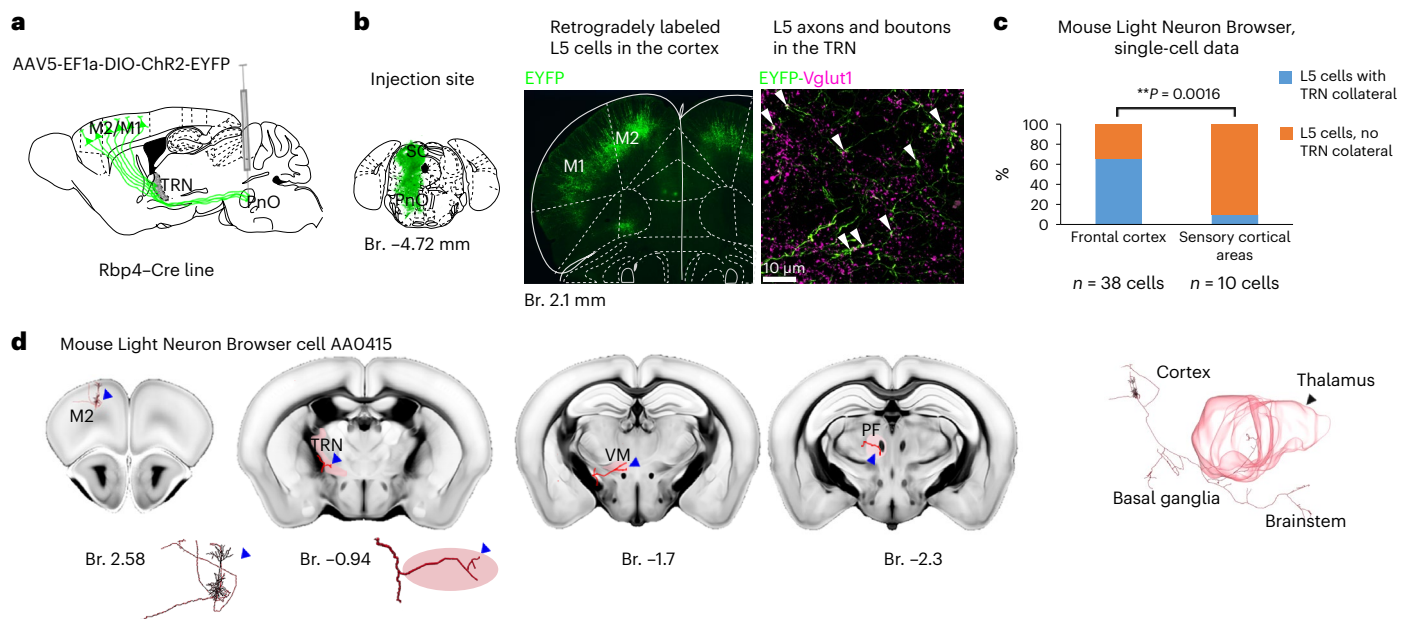 a
AAV5-EF1a-DIO-ChR2-EYFP
M2/M1
TRN
PnO
Rbp4–Cre line
b
Injection site
SC
PnO
Br. –4.72 mm
Retrogradely labeled
L5 cells in the cortex
EYFP
M2
M1
Br. 2.1 mm
L5 axons and boutons
in the TRN
EYFP-Vglut1
10 µm
c
Mouse Light Neuron Browser,
single-cell data
**P = 0.0016
L5 cells with
TRN collateral
L5 cells, no
TRN colateral
%
100
80
60
40
20
0
Frontal cortex
Sensory cortical
areas
n = 38 cells
n = 10 cells
d
Mouse Light Neuron Browser cell AA0415
M2
Br. 2.58
TRN
Br. –0.94
VM
Br. –1.7
PF
Br. –2.3
Cortex
Thalamus
Basal ganglia
Brainstem